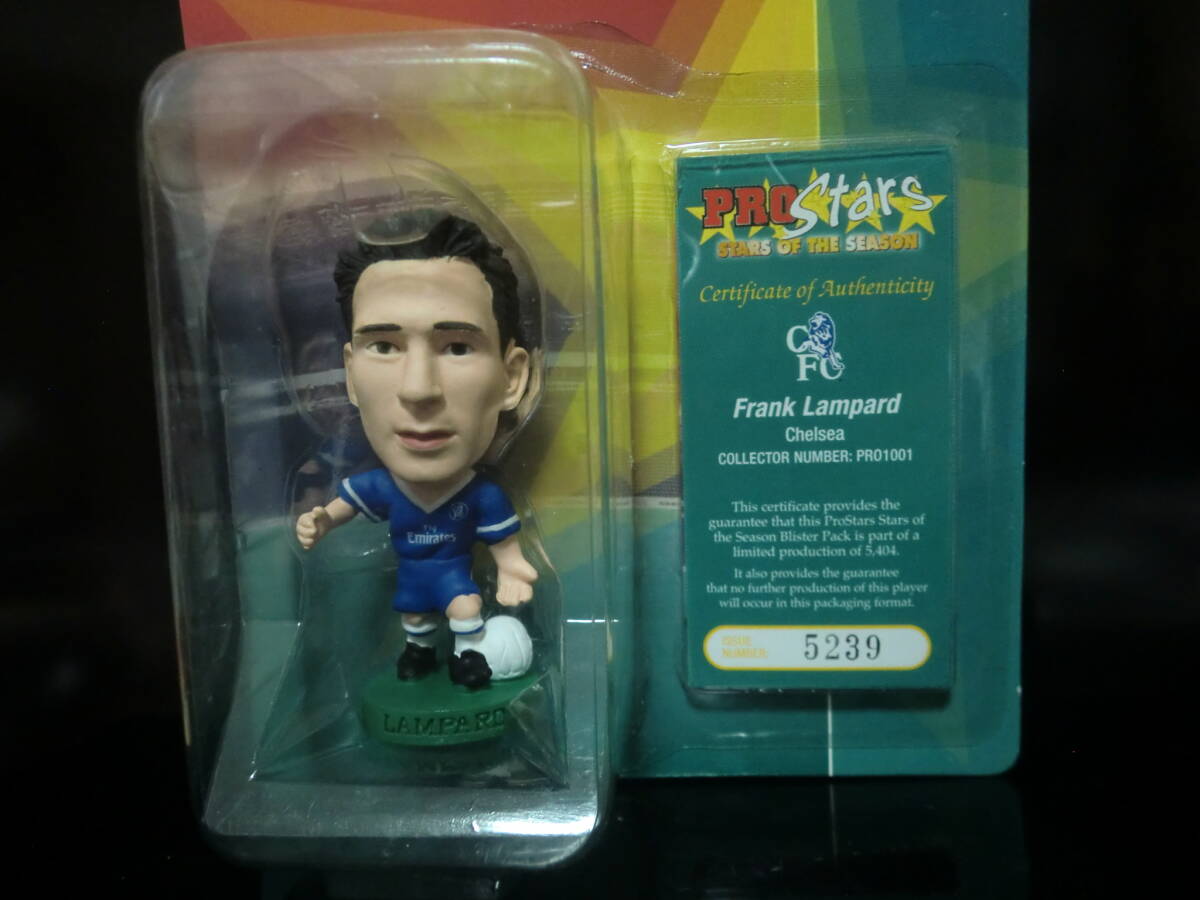 PROStars
STARS OF THE SEASON
Certificate of Authenticity
CFC
Frank Lampard
Chelsea
COLLECTOR NUMBER: PRO1001
This certificate provides the
guarantee that this ProStars Stars of
the Season Blister Pack is part of a
limited production of 5,404.
It also provides the guarantee
that no further production of this player
will occur in this packaging format.
ISSUE
NUMBER: 5239
Fly
Emirates
LAMPARD